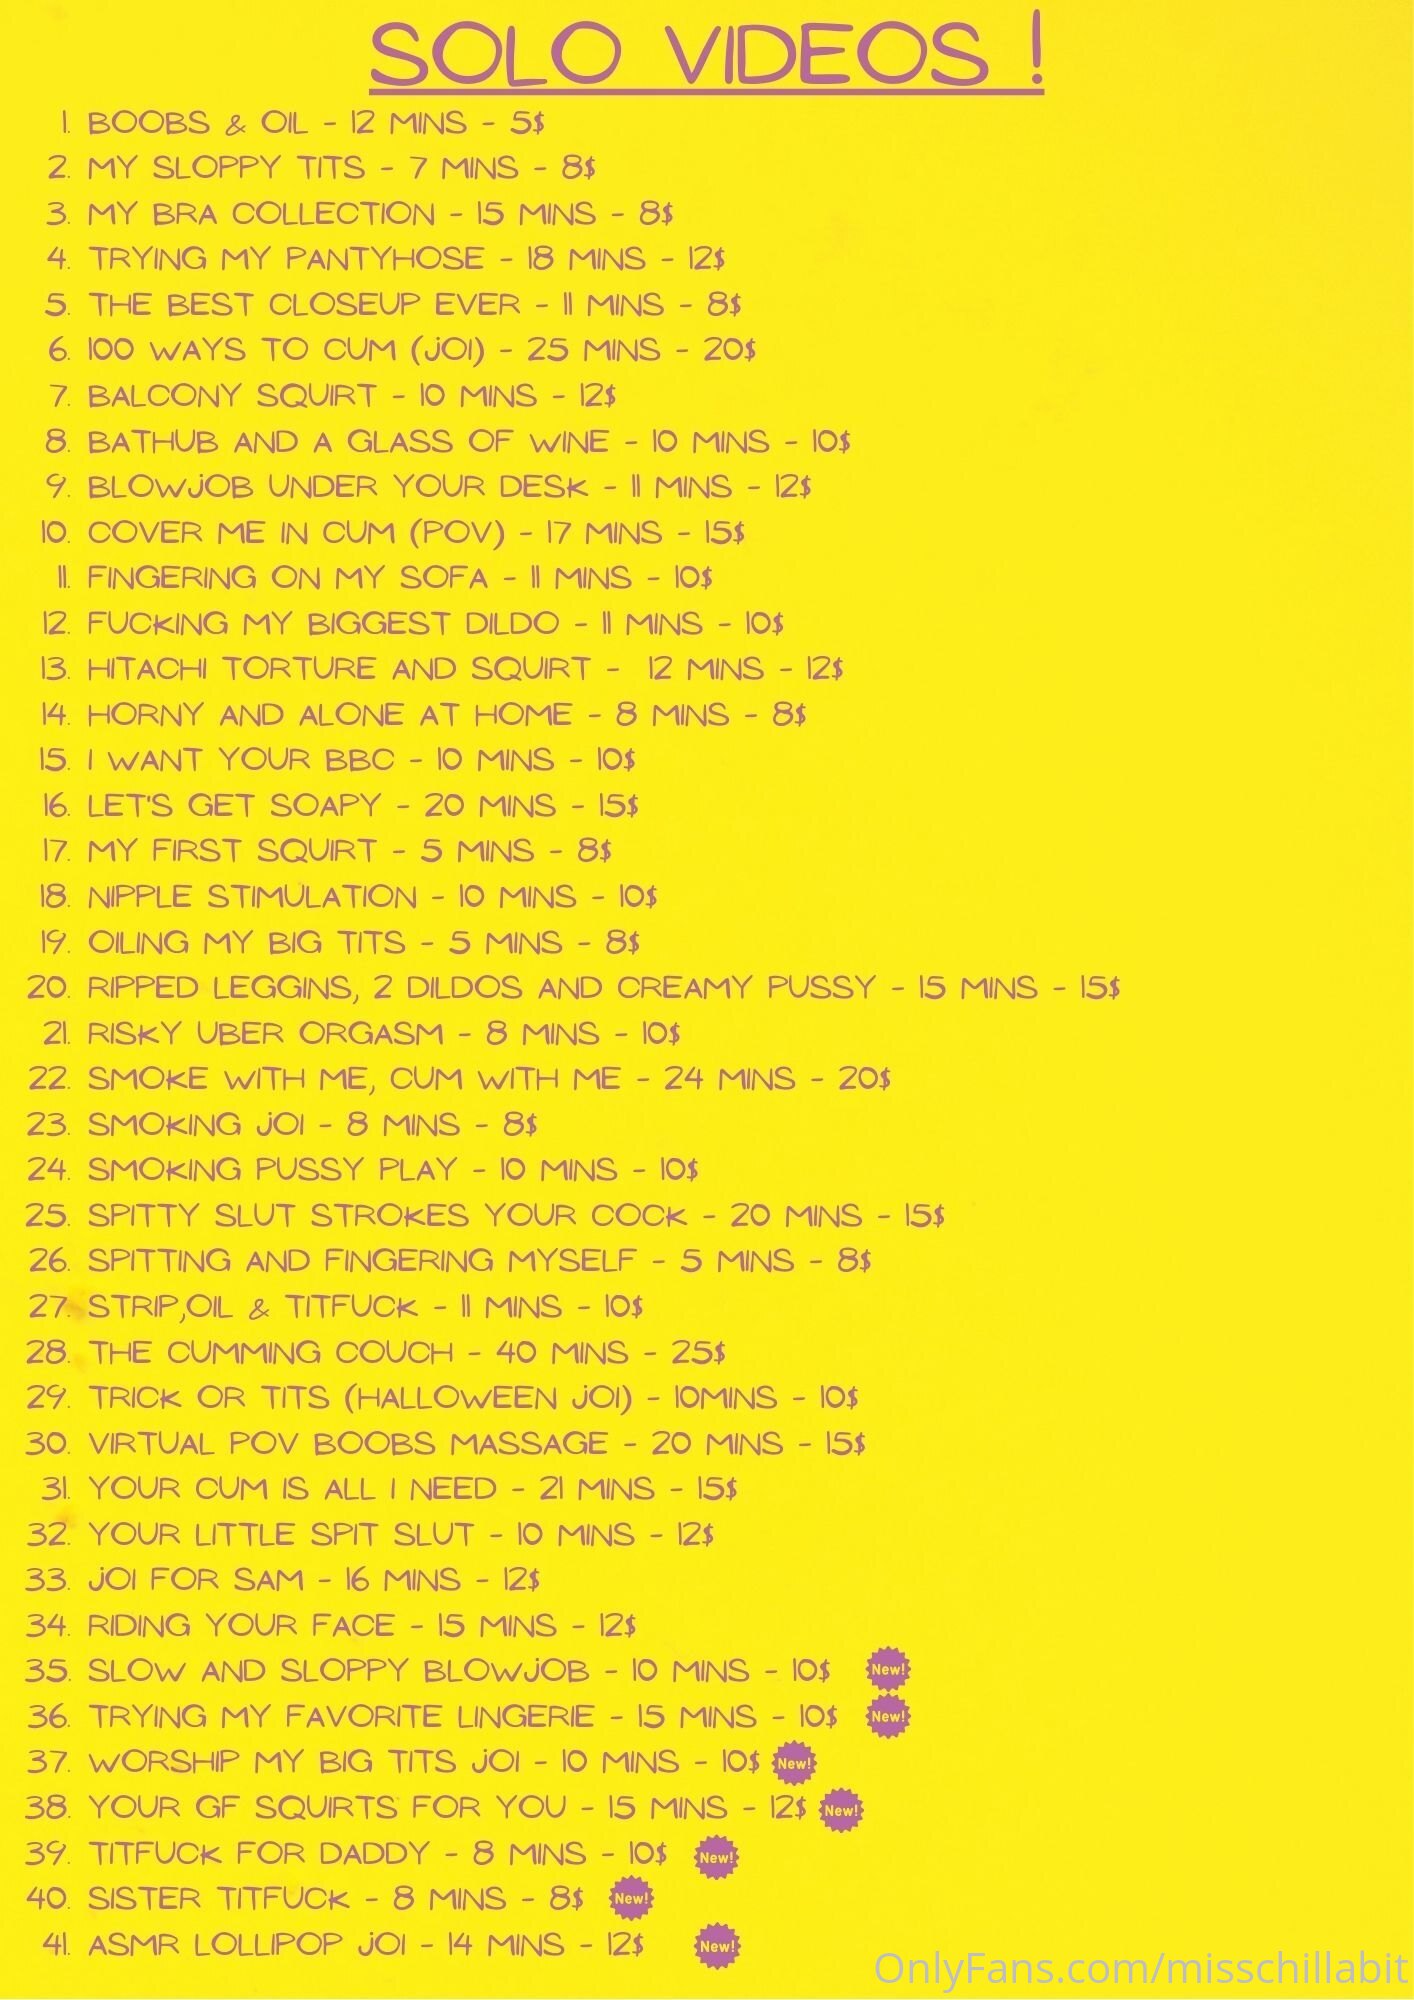 SOLO VIDEOS !
1. BOOBS & OIL - 12 MINS - 5$
2. MY SLOPPY TITS - 7 MINS - 8$
3. MY BRA COLLECTION - 15 MINS - 8$
4. TRYING MY PANTYHOSE - 18 MINS - 12$
5. THE BEST CLOSEUP EVER - 11 MINS - 8$
6. 100 WAYS TO CUM (JOI) - 25 MINS - 20$
7. BALCONY SQUIRT - 10 MINS - 12$
8. BATHUB AND A GLASS OF WINE - 10 MINS - 10$
9. BLOWJOB UNDER YOUR DESK - 11 MINS - 12$
10. COVER ME IN CUM (POV) - 17 MINS - 15$
11. FINGERING ON MY SOFA - 11 MINS - 10$
12. FUCKING MY BIGGEST DILDO - 11 MINS - 10$
13. HITACHI TORTURE AND SQUIRT - 12 MINS - 12$
14. HORNY AND ALONE AT HOME - 8 MINS - 8$
15. I WANT YOUR BBC - 10 MINS - 10$
16. LET'S GET SOAPY - 20 MINS - 15$
17. MY FIRST SQUIRT - 5 MINS - 8$
18. NIPPLE STIMULATION - 10 MINS - 10$
19. OILING MY BIG TITS - 5 MINS - 8$
20. RIPPED LEGGINS, 2 DILDOS AND CREAMY PUSSY - 15 MINS - 15$
21. RISKY UBER ORGASM - 8 MINS - 10$
22. SMOKE WITH ME, CUM WITH ME - 24 MINS - 20$
23. SMOKING JOI - 8 MINS - 8$
24. SMOKING PUSSY PLAY - 10 MINS - 10$
25. SPITTY SLUT STROKES YOUR COCK - 20 MINS - 15$
26. SPITTING AND FINGERING MYSELF - 5 MINS - 8$
27. STRIP,OIL & TITFUCK - 11 MINS - 10$
28. THE CUMMING COUCH - 40 MINS - 25$
29. TRICK OR TITS (HALLOWEEN JOI) - 10MINS - 10$
30. VIRTUAL POV BOOBS MASSAGE - 20 MINS - 15$
31. YOUR CUM IS ALL I NEED - 21 MINS - 15$
32. YOUR LITTLE SPIT SLUT - 10 MINS - 12$
33. JOI FOR SAM - 16 MINS - 12$
34. RIDING YOUR FACE - 15 MINS - 12$
35. SLOW AND SLOPPY BLOWJOB - 10 MINS - 10$ New!
36. TRYING MY FAVORITE LINGERIE - 15 MINS - 10$ New!
37. WORSHIP MY BIG TITS JOI - 10 MINS - 10$ New!
38. YOUR GF SQUIRTS FOR YOU - 15 MINS - 12$ New!
39. TITFUCK FOR DADDY - 8 MINS - 10$ New!
40. SISTER TITFUCK - 8 MINS - 8$ New!
41. ASMR LOLLIPOP JOI - 14 MINS - 12$ New!
OnlyFans.com/misschillabit